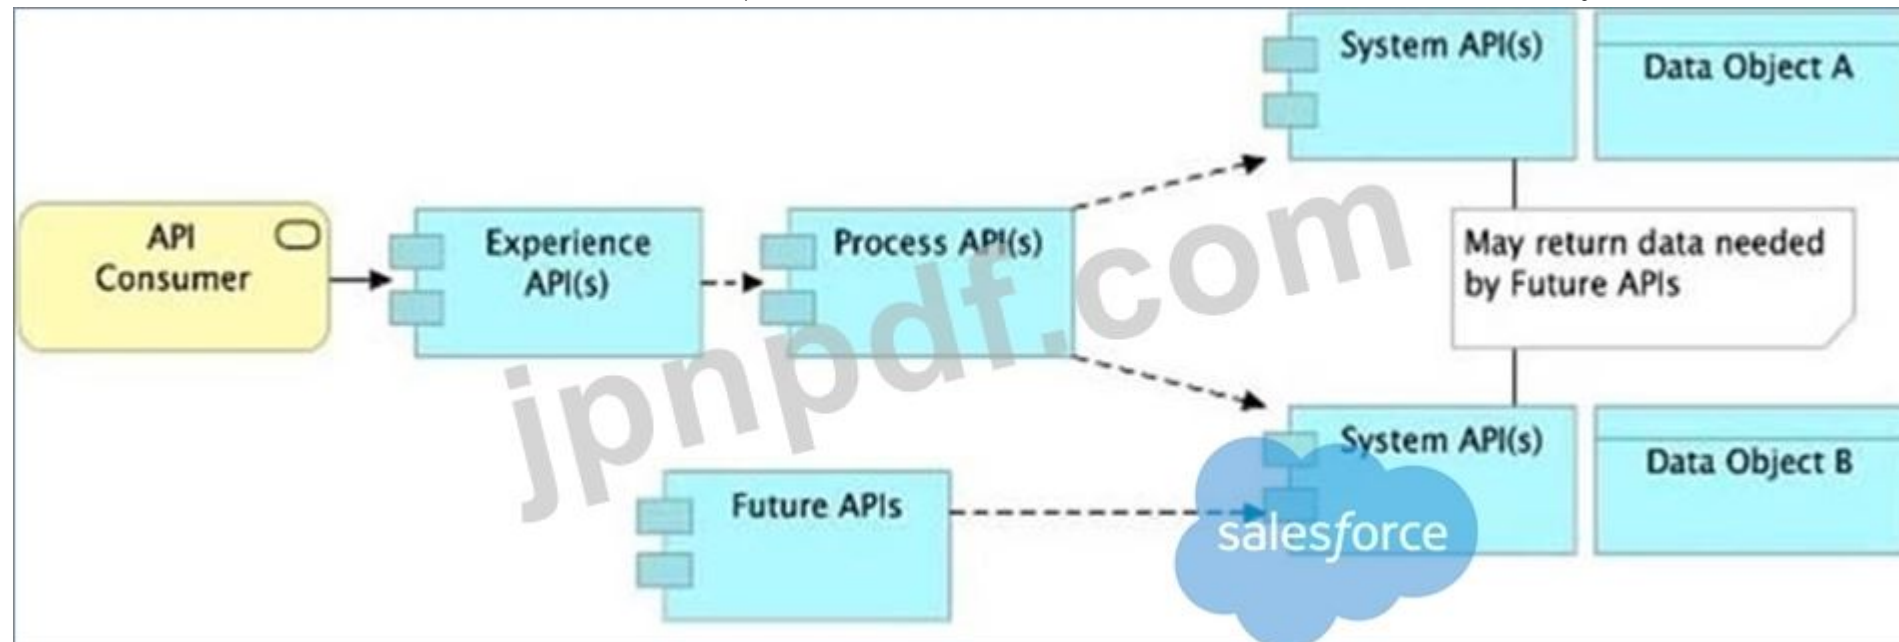 System API(s)
Data Object A
API
Consumer
Experience
API(s)
Process API(s)
May return data needed
by Future APIs
jpnpdf.com
System API(s)
Data Object B
Future APIs
salesforce